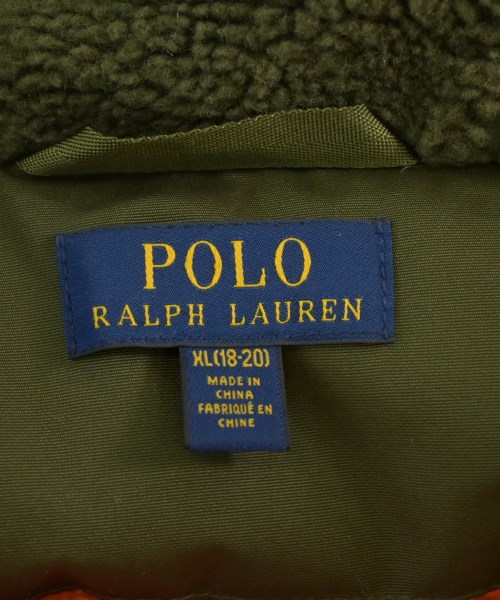 POLO
RALPH LAUREN
XL(18-20)
MADE IN
CHINA
FABRIQUÉ EN
CHINE